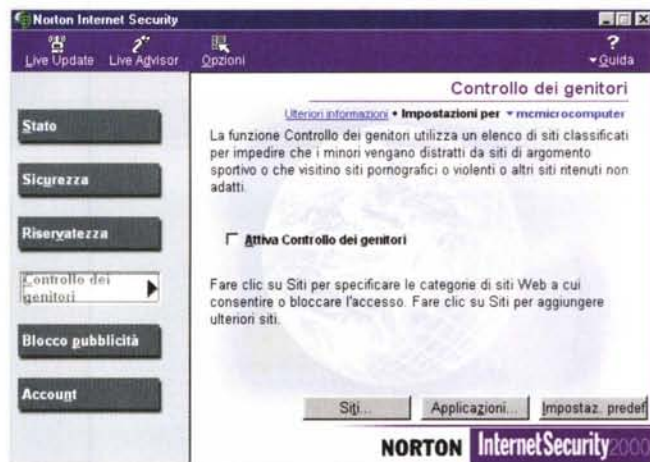 Norton Internet Security
Live Update Live Advisor Opzioni Guida
Controllo dei genitori
Ulteriori informazioni • Impostazioni per mcmicrocomputer
La funzione Controllo dei genitori utilizza un elenco di siti classificati
per impedire che i minori vengano distratti da siti di argomento
sportivo o che visitino siti pornografici o violenti o altri siti ritenuti non
adatti.
Attiva Controllo dei genitori
Fare clic su Siti per specificare le categorie di siti Web a cui
consentire o bloccare l'accesso. Fare clic su Siti per aggiungere
ulteriori siti.
Stato
Sicurezza
Riservatezza
Controllo dei
genitori
Blocco pubblicità
Account
Siti... Applicazioni... Impostaz. predef
NORTON InternetSecurity2000